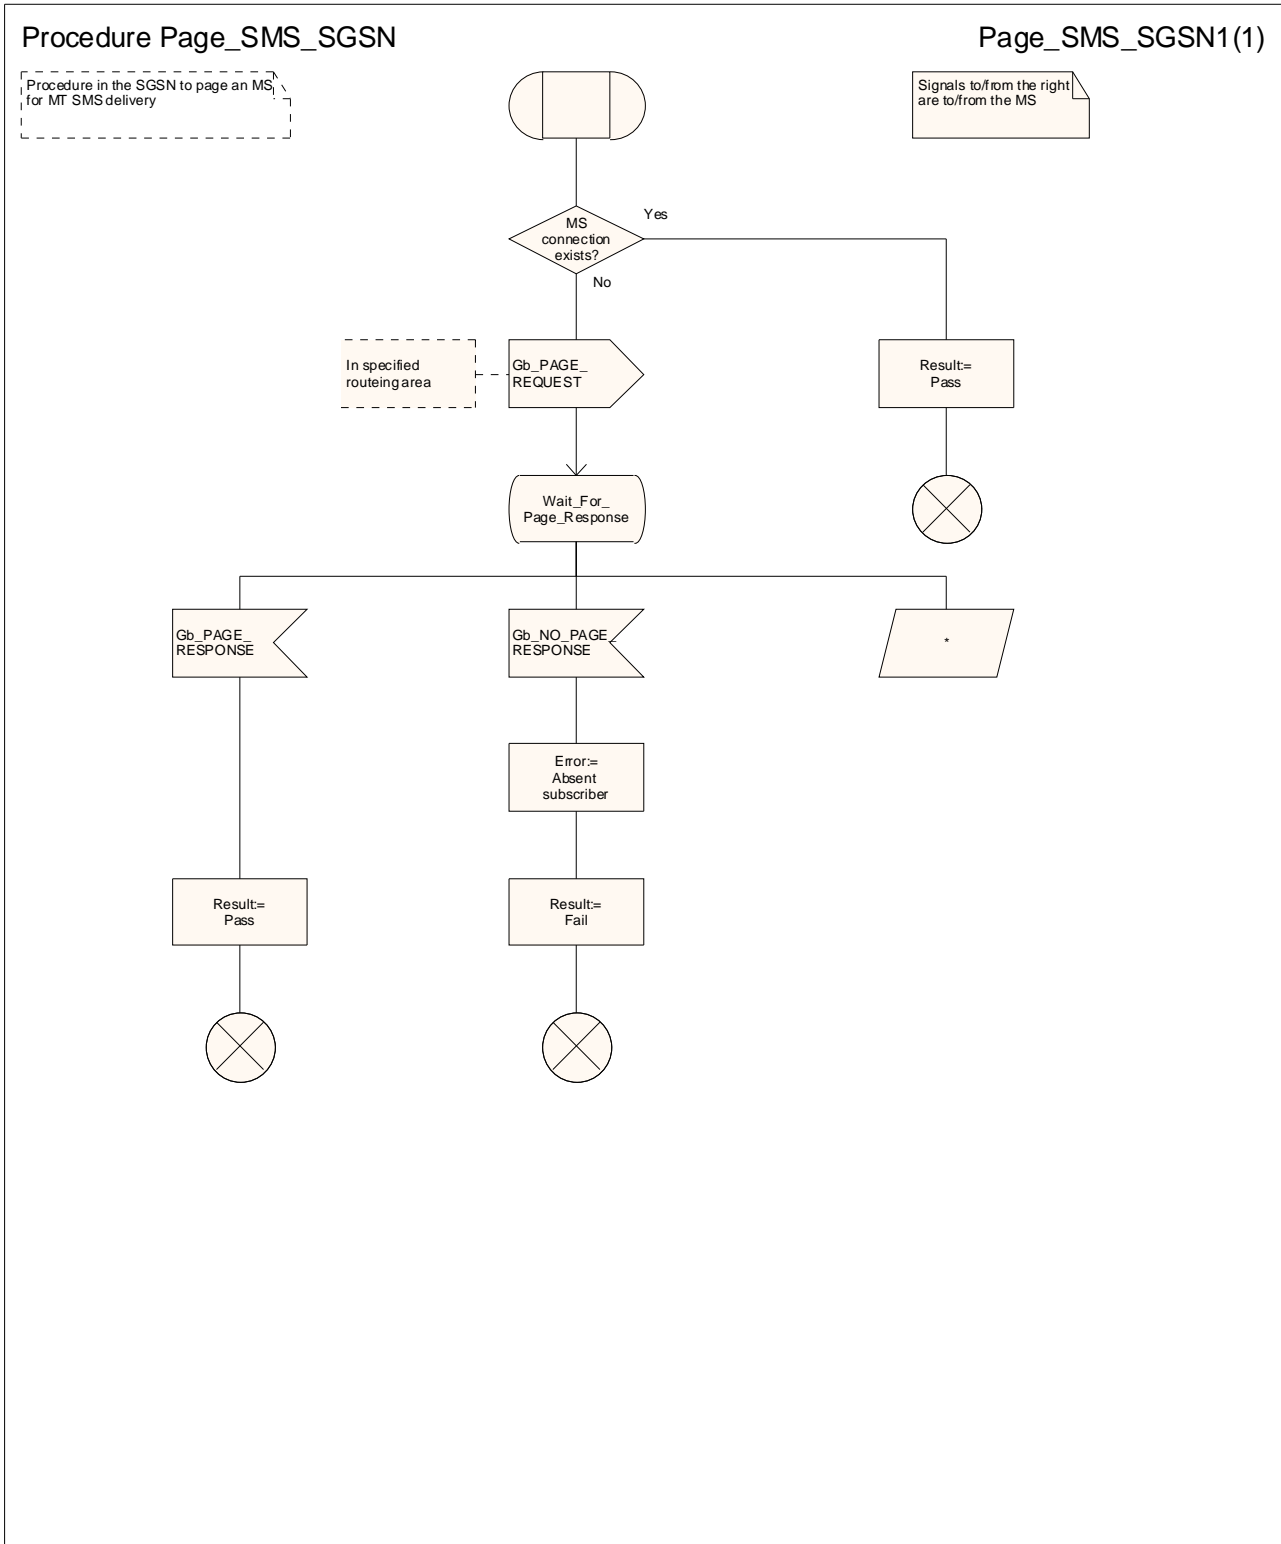 Procedure Page_SMS_SGSN
Page_SMS_SGSN1(1)
Procedure in the SGSN to page an MS
for MT SMS delivery
Signals to/from the right
are to/from the MS
MS
connection
exists?
Yes
No
In specified
routeing area
Gb_PAGE_
REQUEST
Result:=
Pass
Wait_For_
Page_Response
Gb_PAGE_
RESPONSE
Gb_NO_PAGE_
RESPONSE
*
Error:=
Absent
subscriber
Result:=
Pass
Result:=
Fail